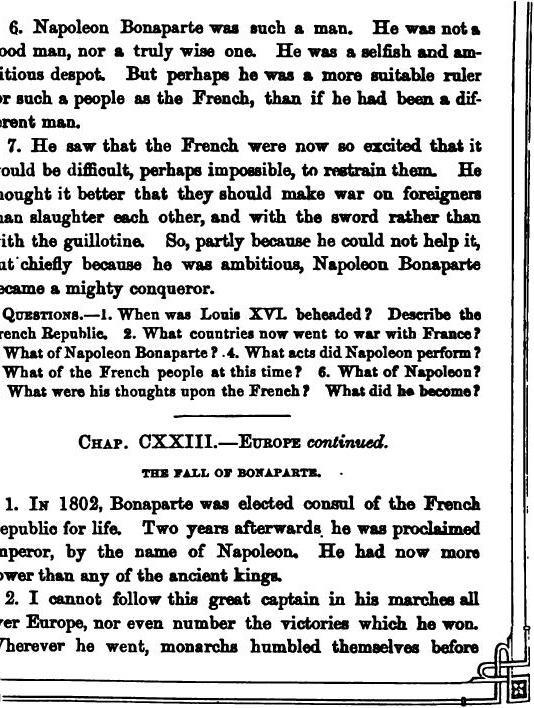 6. Napoleon Bonaparte was such a man. He was not a
ood man, nor a truly wise one. He was a selfish and am-
itious despot. But perhaps he was a more suitable ruler
or such a people as the French, than if he had been a dif-
erent man.
7. He saw that the French were now so excited that it
ould be difficult, perhaps impossible, to restrain them. He
hought it better that they should make war on foreigners
han slaughter each other, and with the sword rather than
ith the guillotine. So, partly because he could not help it,
ut chiefly because he was ambitious, Napoleon Bonaparte
ecame a mighty conqueror.
QUESTIONS.—1. When was Louis XVI. beheaded? Describe the
rench Republic. 2. What countries now went to war with France?
What of Napoleon Bonaparte? 4. What acts did Napoleon perform?
What of the French people at this time? 6. What of Napoleon?
What were his thoughts upon the French? What did he become?
CHAP. CXXIII.—EUROPE continued.
THE FALL OF BONAPARTE.
1. IN 1802, Bonaparte was elected consul of the French
epublic for life. Two years afterwards he was proclaimed
mperor, by the name of Napoleon. He had now more
ower than any of the ancient kings.
2. I cannot follow this great captain in his marches all
ver Europe, nor even number the victories which he won.
Wherever he went, monarchs humbled themselves before